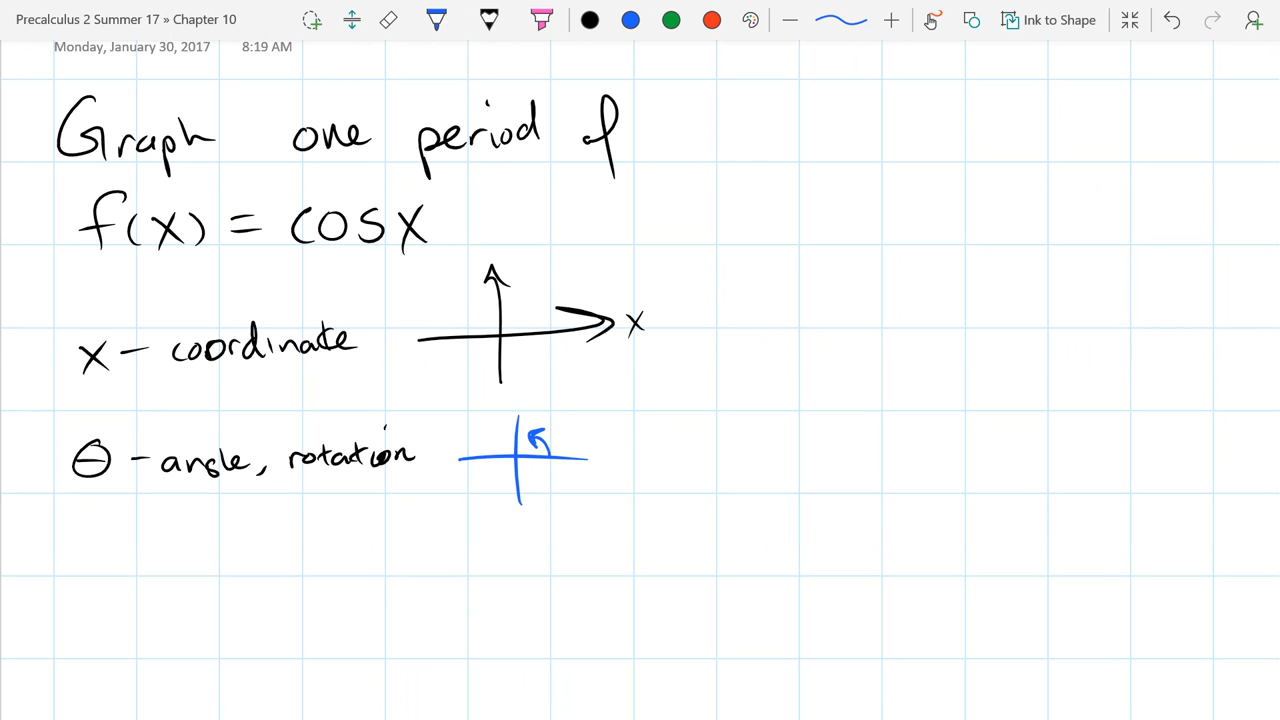 Precalculus 2 Summer 17 » Chapter 10
Ink to Shape
Monday, January 30, 2017 8:19 AM
Graph one period of
f(x) = cosx
x - coordinate
x
θ - angle, rotation